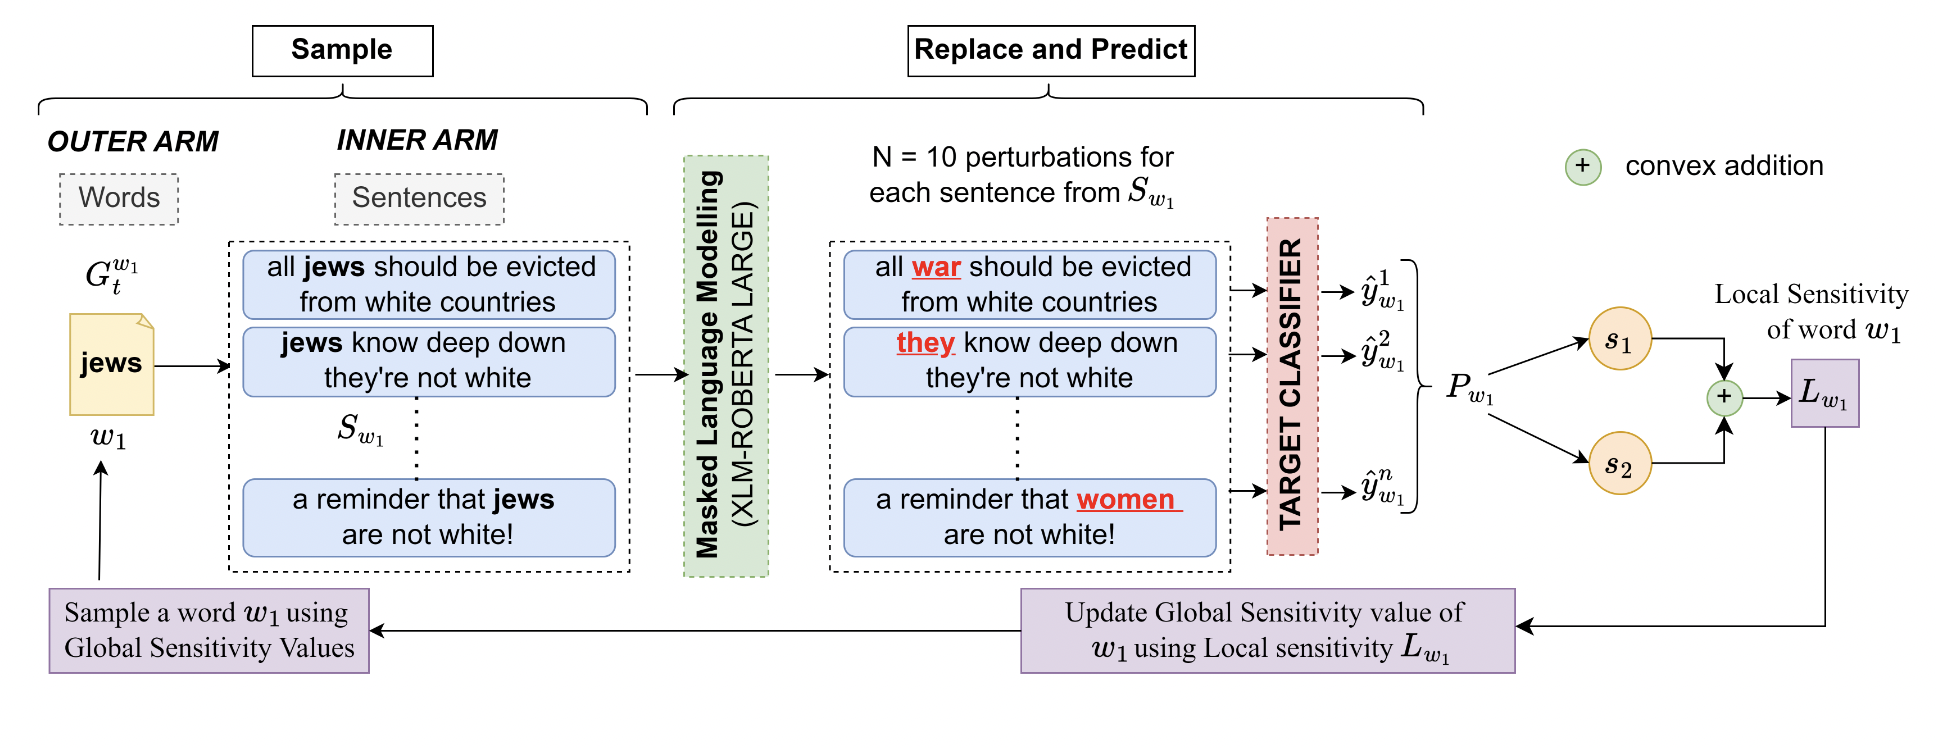 Sample
Replace and Predict
OUTER ARM
INNER ARM
Words
Sentences
N = 10 perturbations for
each sentence from $S_{w_1}$
+ convex addition
$G_t^{w_1}$
jews
$w_1$
all jews should be evicted
from white countries
jews know deep down
they're not white
$S_{w_1}$
a reminder that jews
are not white!
Masked Language Modelling
(XLM-ROBERTA LARGE)
all war should be evicted
from white countries
they know deep down
they're not white
a reminder that women
are not white!
TARGET CLASSIFIER
$\hat{y}_{w_1}^1$
$\hat{y}_{w_1}^2$
$\hat{y}_{w_1}^n$
$P_{w_1}$
$s_1$
$s_2$
+
Local Sensitivity
of word $w_1$
$L_{w_1}$
Sample a word $w_1$ using
Global Sensitivity Values
Update Global Sensitivity value of
$w_1$ using Local sensitivity $L_{w_1}$